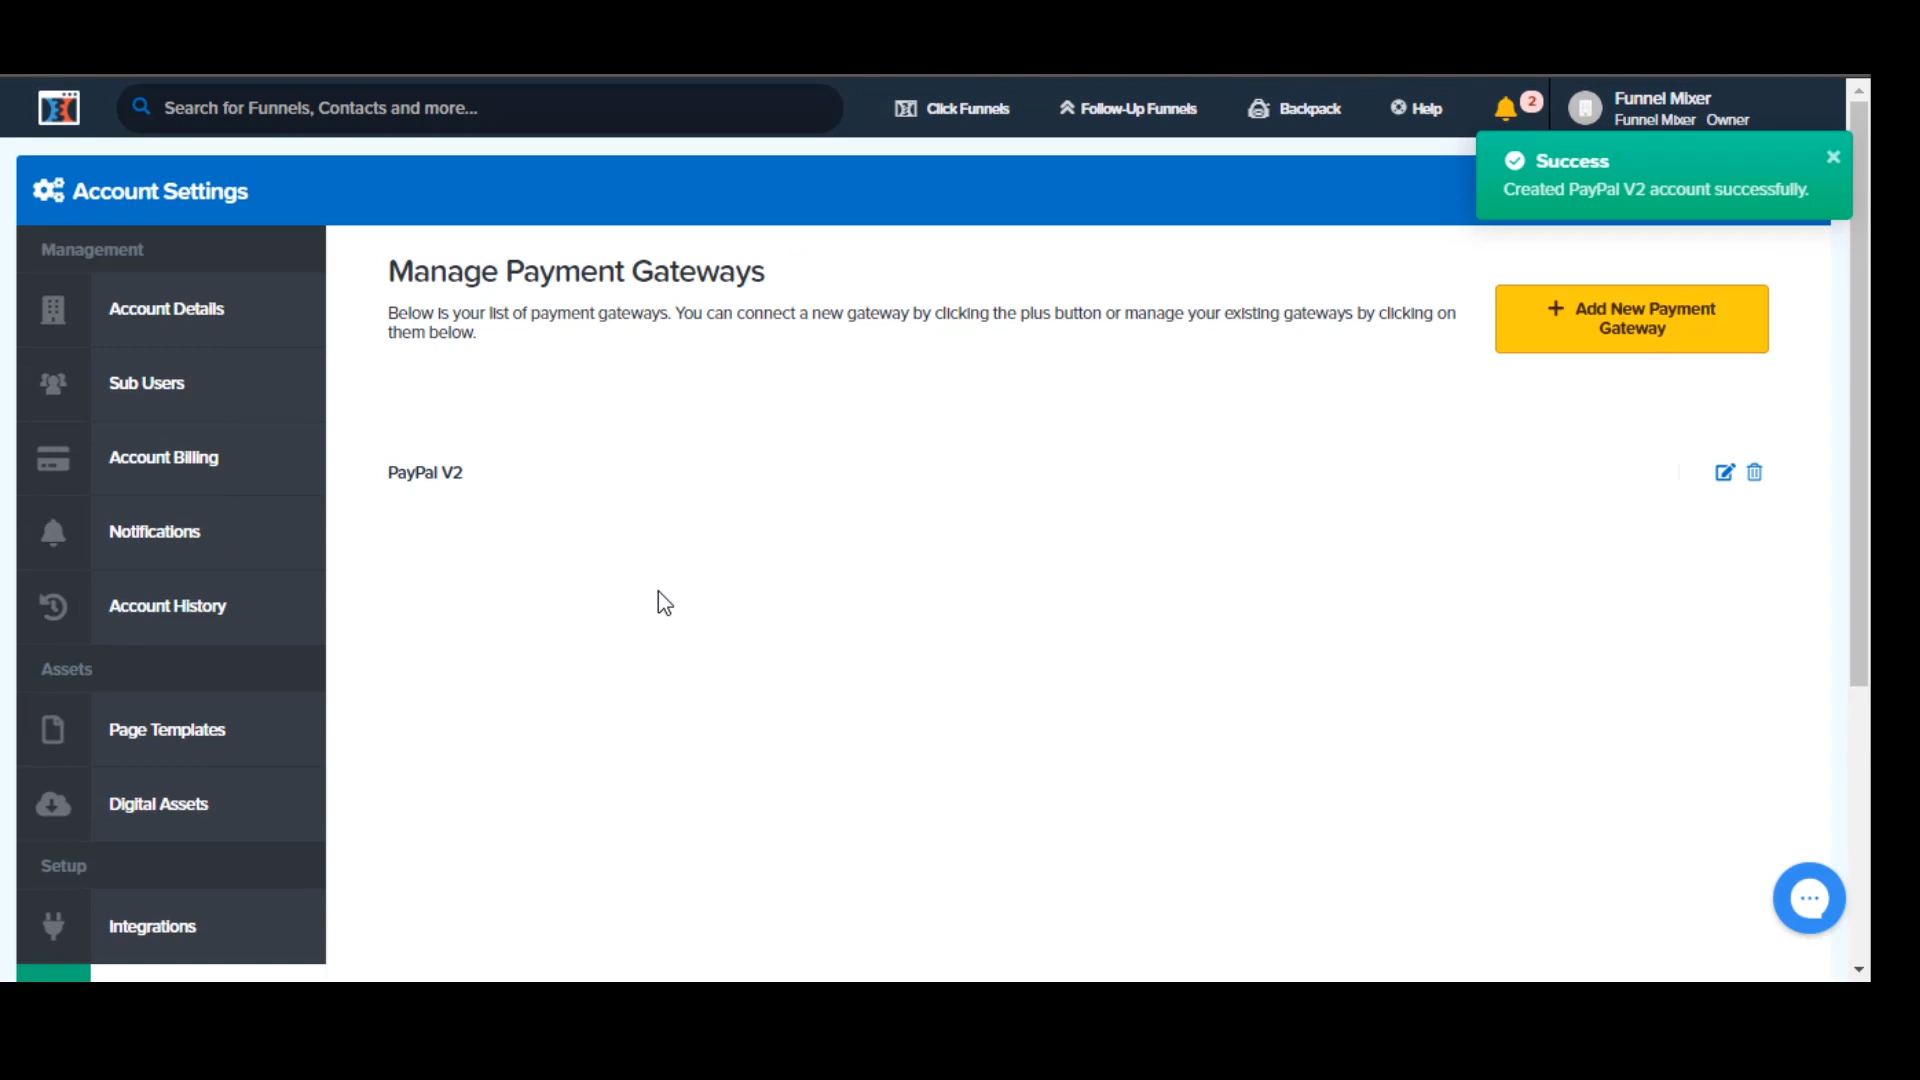 Search for Funnels, Contacts and more...
Click Funnels
Follow-Up Funnels
Backpack
Help
2
Funnel Mixer
Funnel Mixer Owner
Success
Created PayPal V2 account successfully.
Account Settings
Management
Account Details
Sub Users
Account Billing
Notifications
Account History
Assets
Page Templates
Digital Assets
Setup
Integrations
Manage Payment Gateways
Below is your list of payment gateways. You can connect a new gateway by clicking the plus button or manage your existing gateways by clicking on
them below.
+ Add New Payment
Gateway
PayPal V2